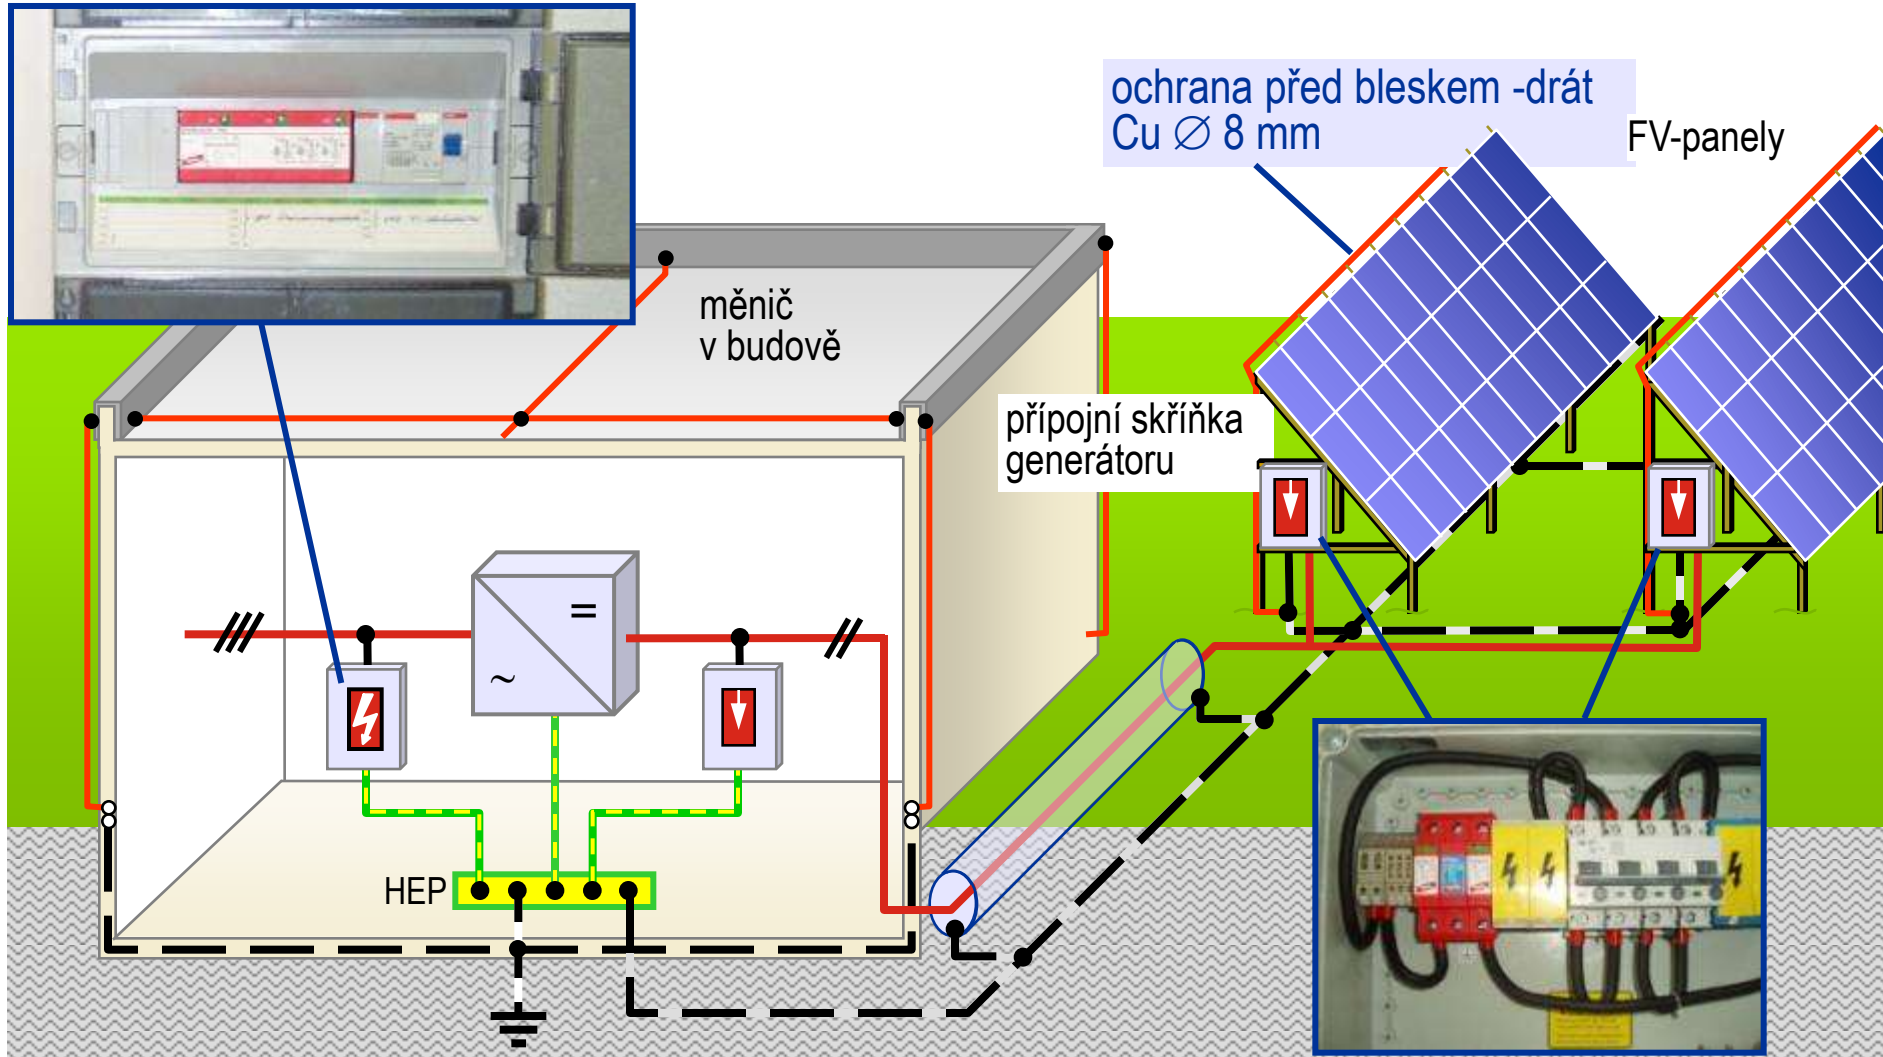 ochrana před bleskem -drát
Cu ∅ 8 mm
FV-panely
měnič
v budově
přípojní skříňka
generátoru
=
~
HEP